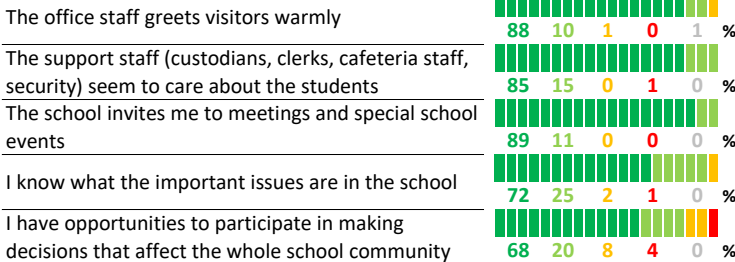 The office staff greets visitors warmly
88 10 1 0 1 %
The support staff (custodians, clerks, cafeteria staff,
security) seem to care about the students
85 15 0 1 0 %
The school invites me to meetings and special school
events
89 11 0 0 0 %
I know what the important issues are in the school
72 25 2 1 0 %
I have opportunities to participate in making
decisions that affect the whole school community
68 20 8 4 0 %